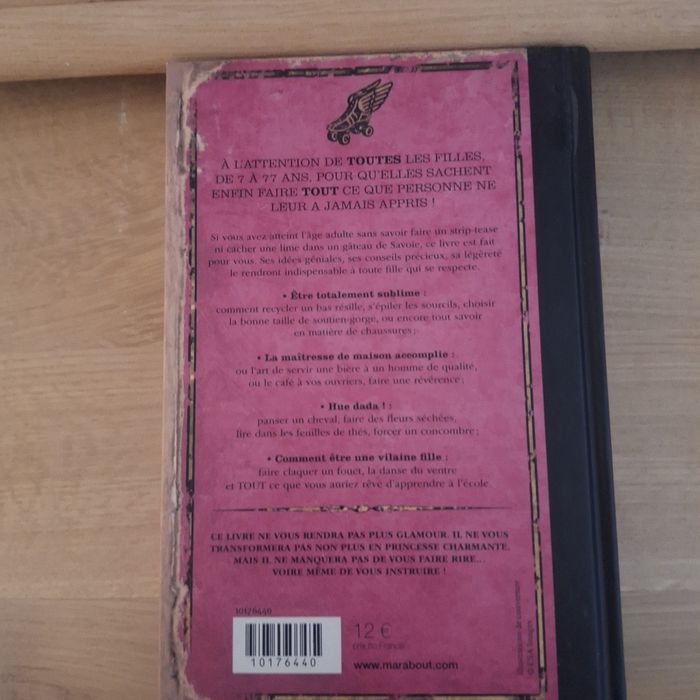 À L'ATTENTION DE TOUTES LES FILLES,
DE 7 À 77 ANS, POUR QU'ELLES SACHENT
ENFIN FAIRE TOUT CE QUE PERSONNE NE
LEUR A JAMAIS APPRIS !
Si vous avez atteint l'âge adulte sans savoir faire un strip-tease
ni cacher une lime dans un gâteau de Savoie, ce livre est fait
pour vous. Ses idées géniales, ses conseils précieux, sa légèreté
le rendront indispensable à toute fille qui se respecte.
• Être totalement sublime :
comment recycler un bas résille, s'épiler les sourcils, choisir
la bonne taille de soutien-gorge, ou encore tout savoir
en matière de chaussures ;
• La maîtresse de maison accomplie :
ou l'art de servir une bière à un homme de qualité,
ou le café à vos ouvriers, faire une révérence ;
• Hue dada ! :
panser un cheval, faire des fleurs séchées,
lire dans les feuilles de thés, forcer un concombre ;
• Comment être une vilaine fille :
faire claquer un fouet, la danse du ventre
et TOUT ce que vous auriez rêvé d'apprendre à l'école.
CE LIVRE NE VOUS RENDRA PAS PLUS GLAMOUR. IL NE VOUS
TRANSFORMERA PAS NON PLUS EN PRINCESSE CHARMANTE,
MAIS IL NE MANQUERA PAS DE VOUS FAIRE RIRE...
VOIRE MÊME DE VOUS INSTRUIRE !
10176440
10176440
12 €
prix ttc France
www.marabout.com
Illustrations de couverture
© CSA Images